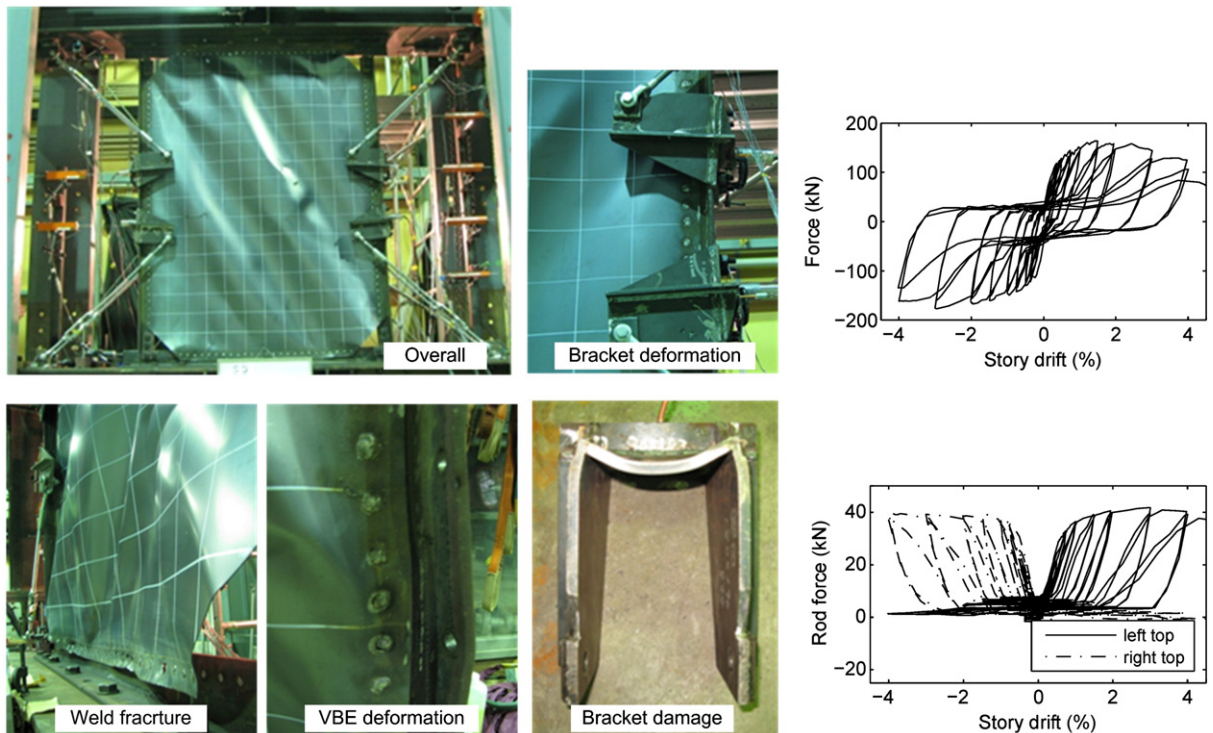 Overall
Bracket deformation
200
100
0
−100
−200
Force (kN)
−4
−2
0
2
4
Story drift (%)
Weld fracrture
VBE deformation
Bracket damage
40
20
0
−20
Rod force (kN)
left top
right top
−4
−2
0
2
4
Story drift (%)